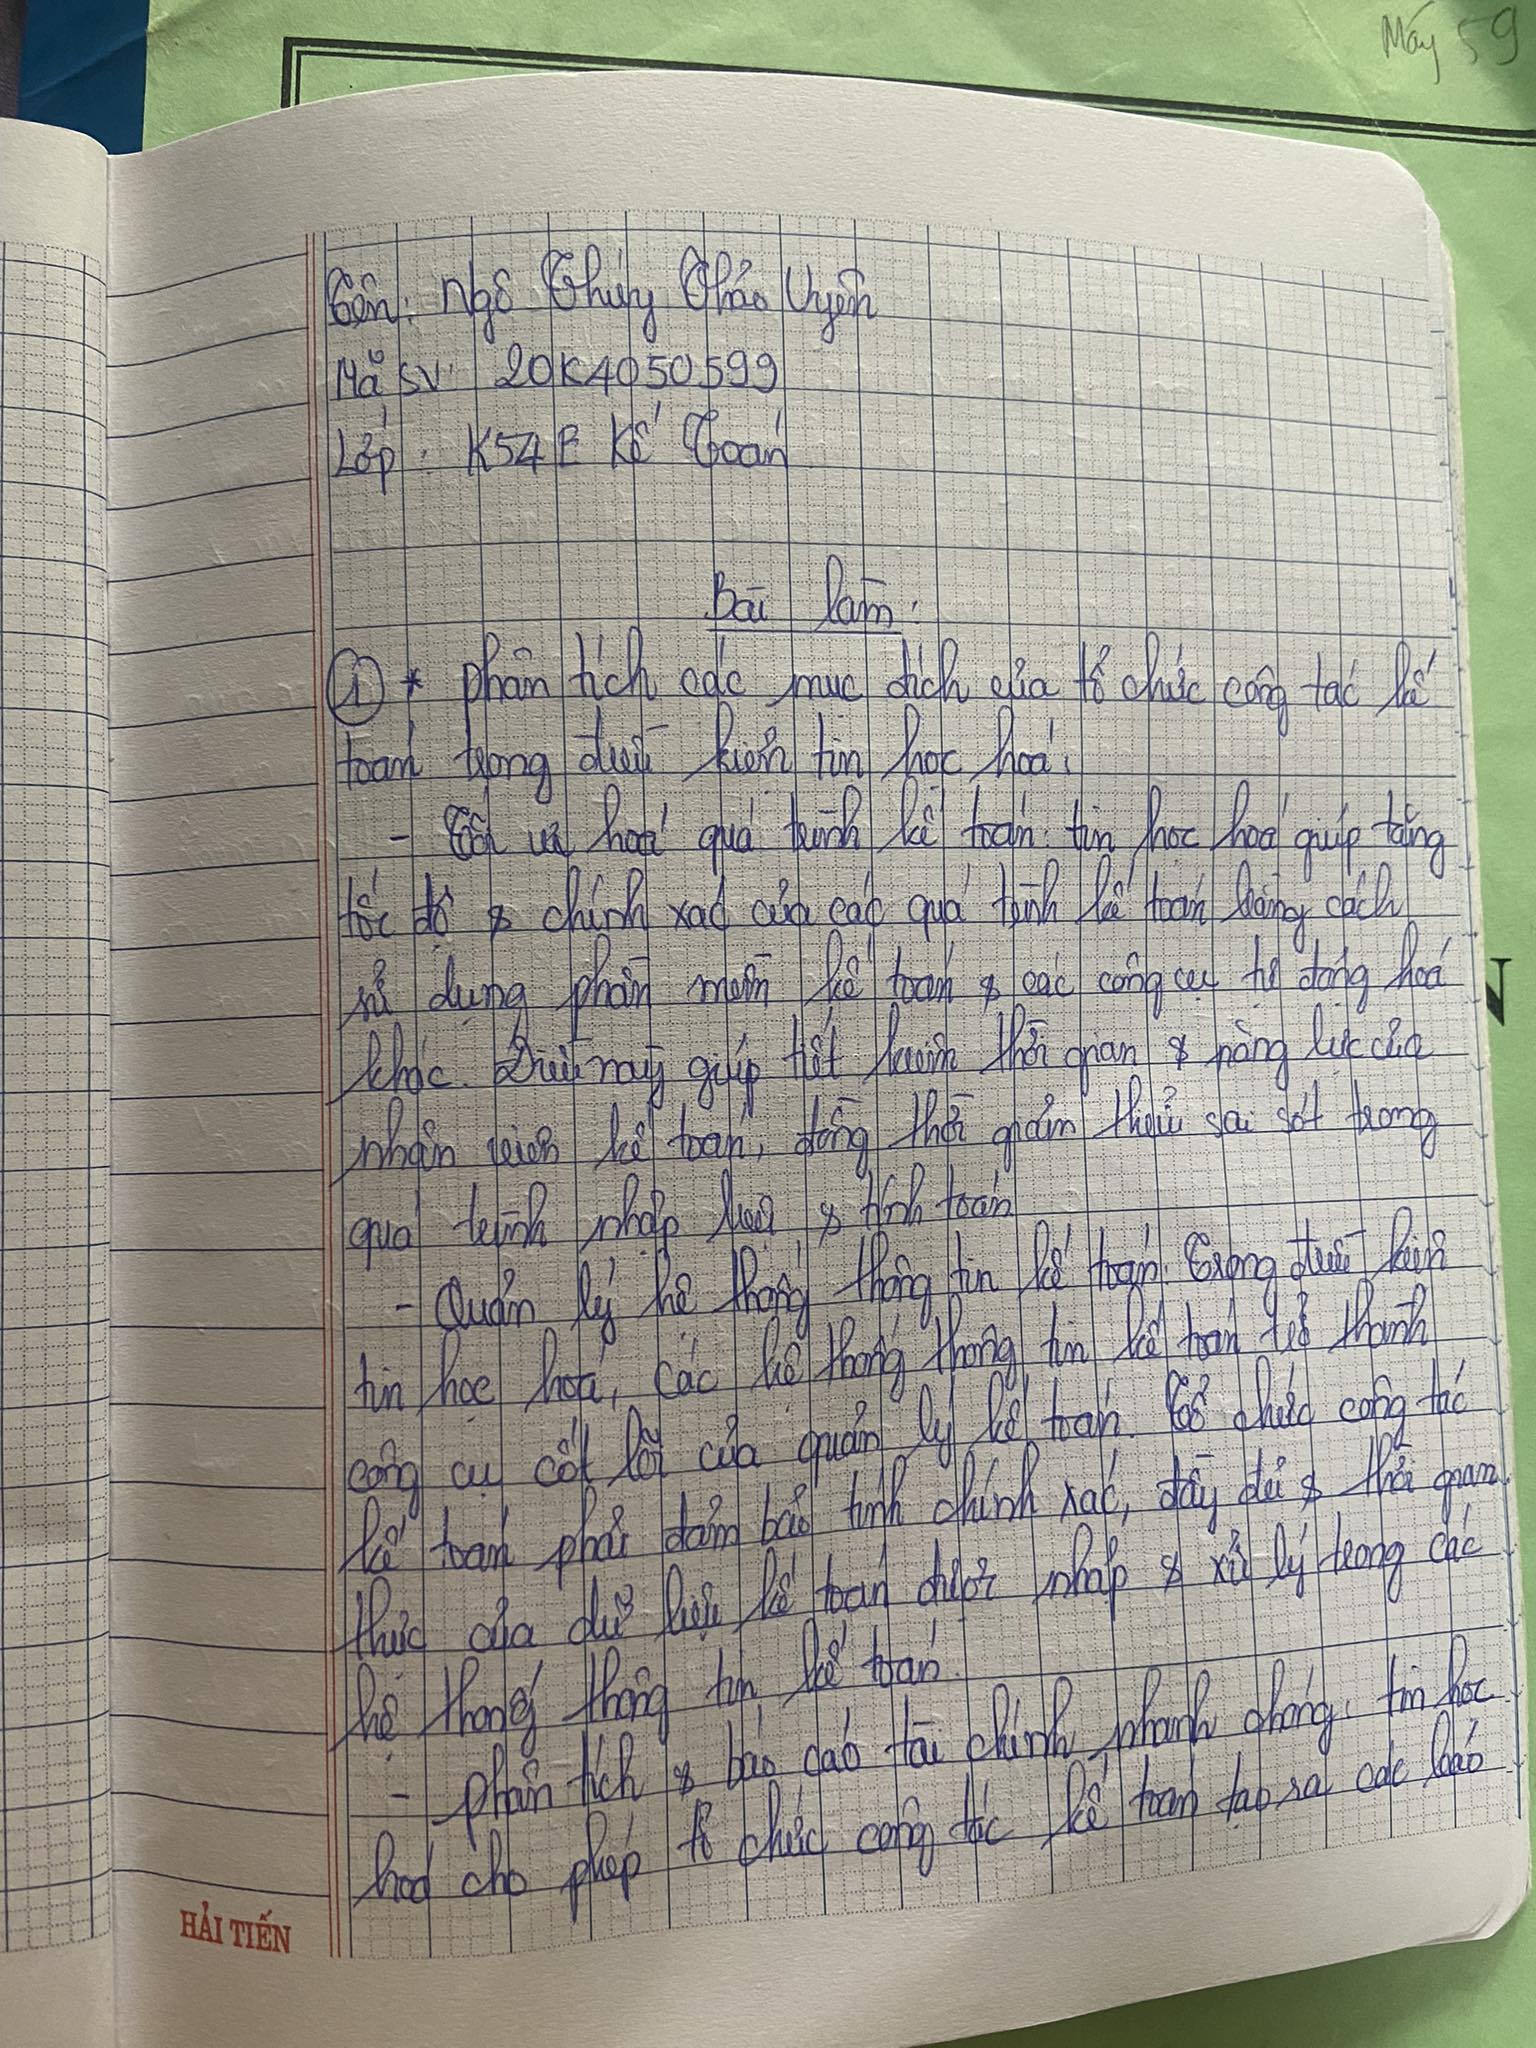 Máy 59
Tên: Ngô Thúy Thảo Uyên
Mã SV: 20K4050599
Lớp: K54F Kế Toán
Bài làm:
① * phân tích các mục đích của tổ chức công tác kế
toán trong điều kiện tin học hoá:
- Tối ưu hoá quá trình kế toán: tin học hoá giúp tăng
tốc độ & chính xác của các quá trình kế toán bằng cách
sử dụng phần mềm kế toán & các công cụ tự động hoá
khác. Điều này giúp tiết kiệm thời gian & năng lực của
nhân viên kế toán, đồng thời giảm thiểu sai sót trong
quá trình nhập liệu & tính toán
- Quản lý hệ thống thông tin kế toán: Trong điều kiện
tin học hoá, các hệ thống thông tin kế toán trở thành
công cụ cốt lõi của quản lý kế toán. Tổ chức công tác
kế toán phải đảm bảo tính chính xác, đầy đủ & thời gian
thực của dữ liệu kế toán được nhập & xử lý trong các
hệ thống thông tin kế toán.
- phân tích & báo cáo tài chính nhanh chóng: tin học
hoá cho phép tổ chức công tác kế toán tạo ra các báo
HẢI TIẾN
N